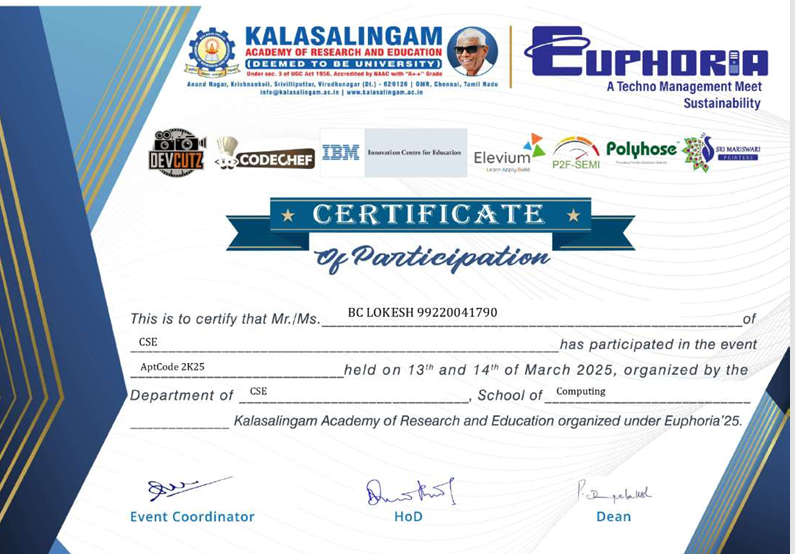 KALASALINGAM
ACADEMY OF RESEARCH AND EDUCATION
(DEEMED TO BE UNIVERSITY)
Under sec. 3 of UGC Act 1956. Accredited by NAAC with "A++" Grade
Anand Nagar, Krishnankoil, Srivilliputtur, Virudhunagar (Dt.) - 626126 | OMR, Chennai, Tamil Nadu
info@kalasalingam.ac.in | www.kalasalingam.ac.in
EUPHORIA
A Techno Management Meet
Sustainability
DEVCUTZ
CODECHEF
IBM
Innovation Centre for Education
Elevium
Learn.Apply.Build
P2F-SEMI
Polyhose
SRI MARISWARI
PRINTERS
CERTIFICATE
Of Participation
This is to certify that Mr./Ms. BC LOKESH 99220041790 of
CSE has participated in the event
AptCode 2K25 held on 13th and 14th of March 2025, organized by the
Department of CSE, School of Computing
Kalasalingam Academy of Research and Education organized under Euphoria'25.
Event Coordinator
HoD
Dean